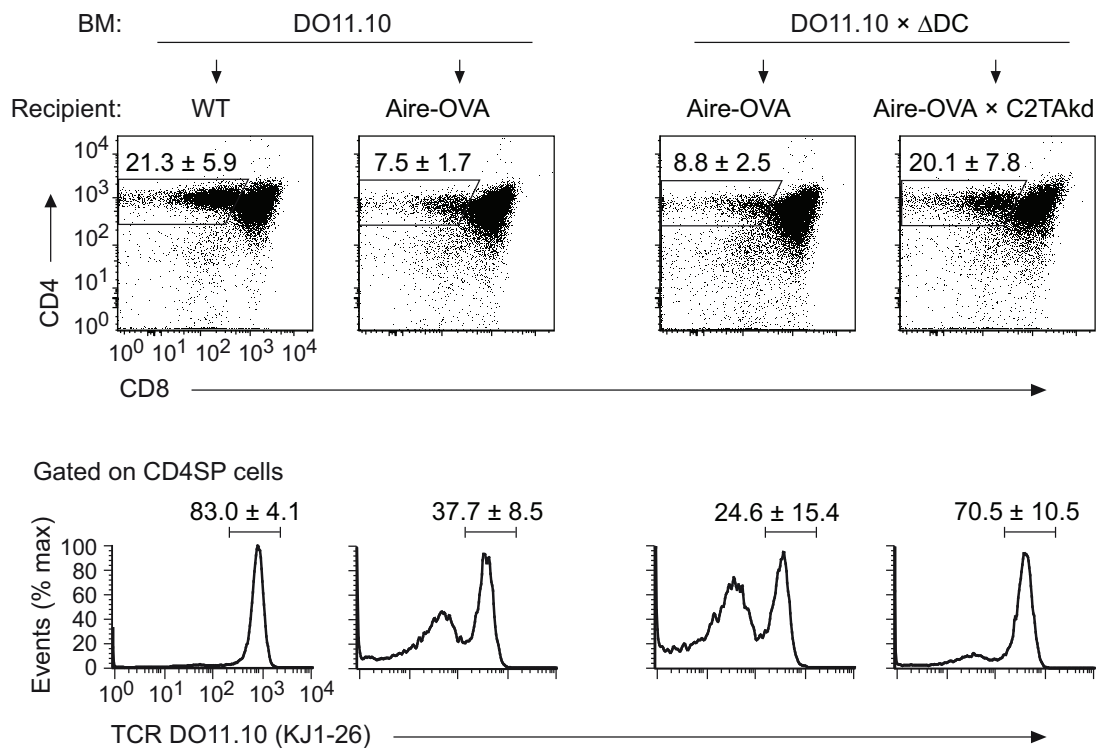 BM: DO11.10 DO11.10 × ΔDC
Recipient: WT Aire-OVA Aire-OVA Aire-OVA × C2TAkd
21.3 ± 5.9 7.5 ± 1.7 8.8 ± 2.5 20.1 ± 7.8
CD4
10⁴
10³
10²
10¹
10⁰
10⁰ 10¹ 10² 10³ 10⁴
CD8
Gated on CD4SP cells
83.0 ± 4.1 37.7 ± 8.5 24.6 ± 15.4 70.5 ± 10.5
Events (% max)
100
80
60
40
20
0
10⁰ 10¹ 10² 10³ 10⁴
TCR DO11.10 (KJ1-26)